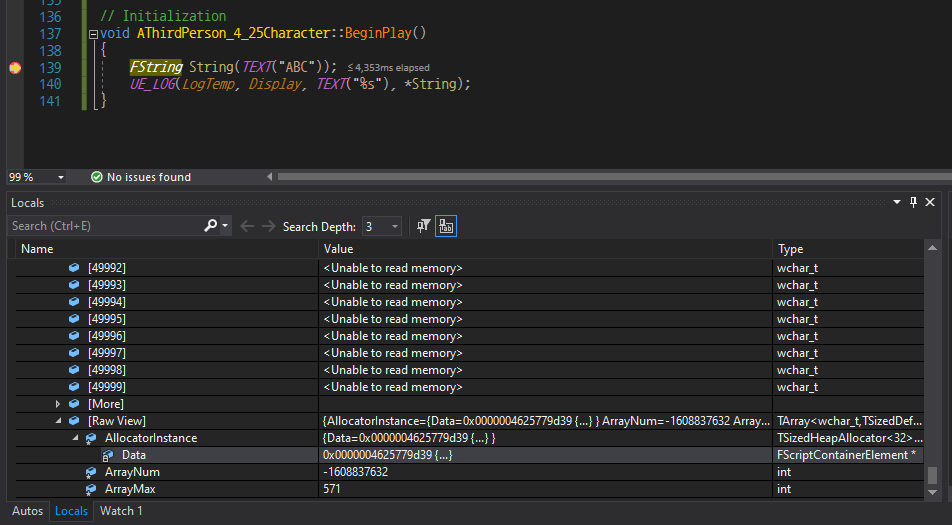 135
136 // Initialization
137 void AThirdPerson_4_25Character::BeginPlay()
138 {
139 FString String(TEXT("ABC")); ≤ 4,353ms elapsed
140 UE_LOG(LogTemp, Display, TEXT("%s"), *String);
141 }
99 % No issues found
Locals
Search (Ctrl+E) Search Depth: 3
Name Value Type
[49992] <Unable to read memory> wchar_t
[49993] <Unable to read memory> wchar_t
[49994] <Unable to read memory> wchar_t
[49995] <Unable to read memory> wchar_t
[49996] <Unable to read memory> wchar_t
[49997] <Unable to read memory> wchar_t
[49998] <Unable to read memory> wchar_t
[49999] <Unable to read memory> wchar_t
[More]
[Raw View] {AllocatorInstance={Data=0x0000004625779d39 {...} } ArrayNum=-1608837632 Array... TArray<wchar_t,TSizedDef...
AllocatorInstance {Data=0x0000004625779d39 {...} } TSizedHeapAllocator<32>...
Data 0x0000004625779d39 {...} FScriptContainerElement *
ArrayNum -1608837632 int
ArrayMax 571 int
Autos Locals Watch 1